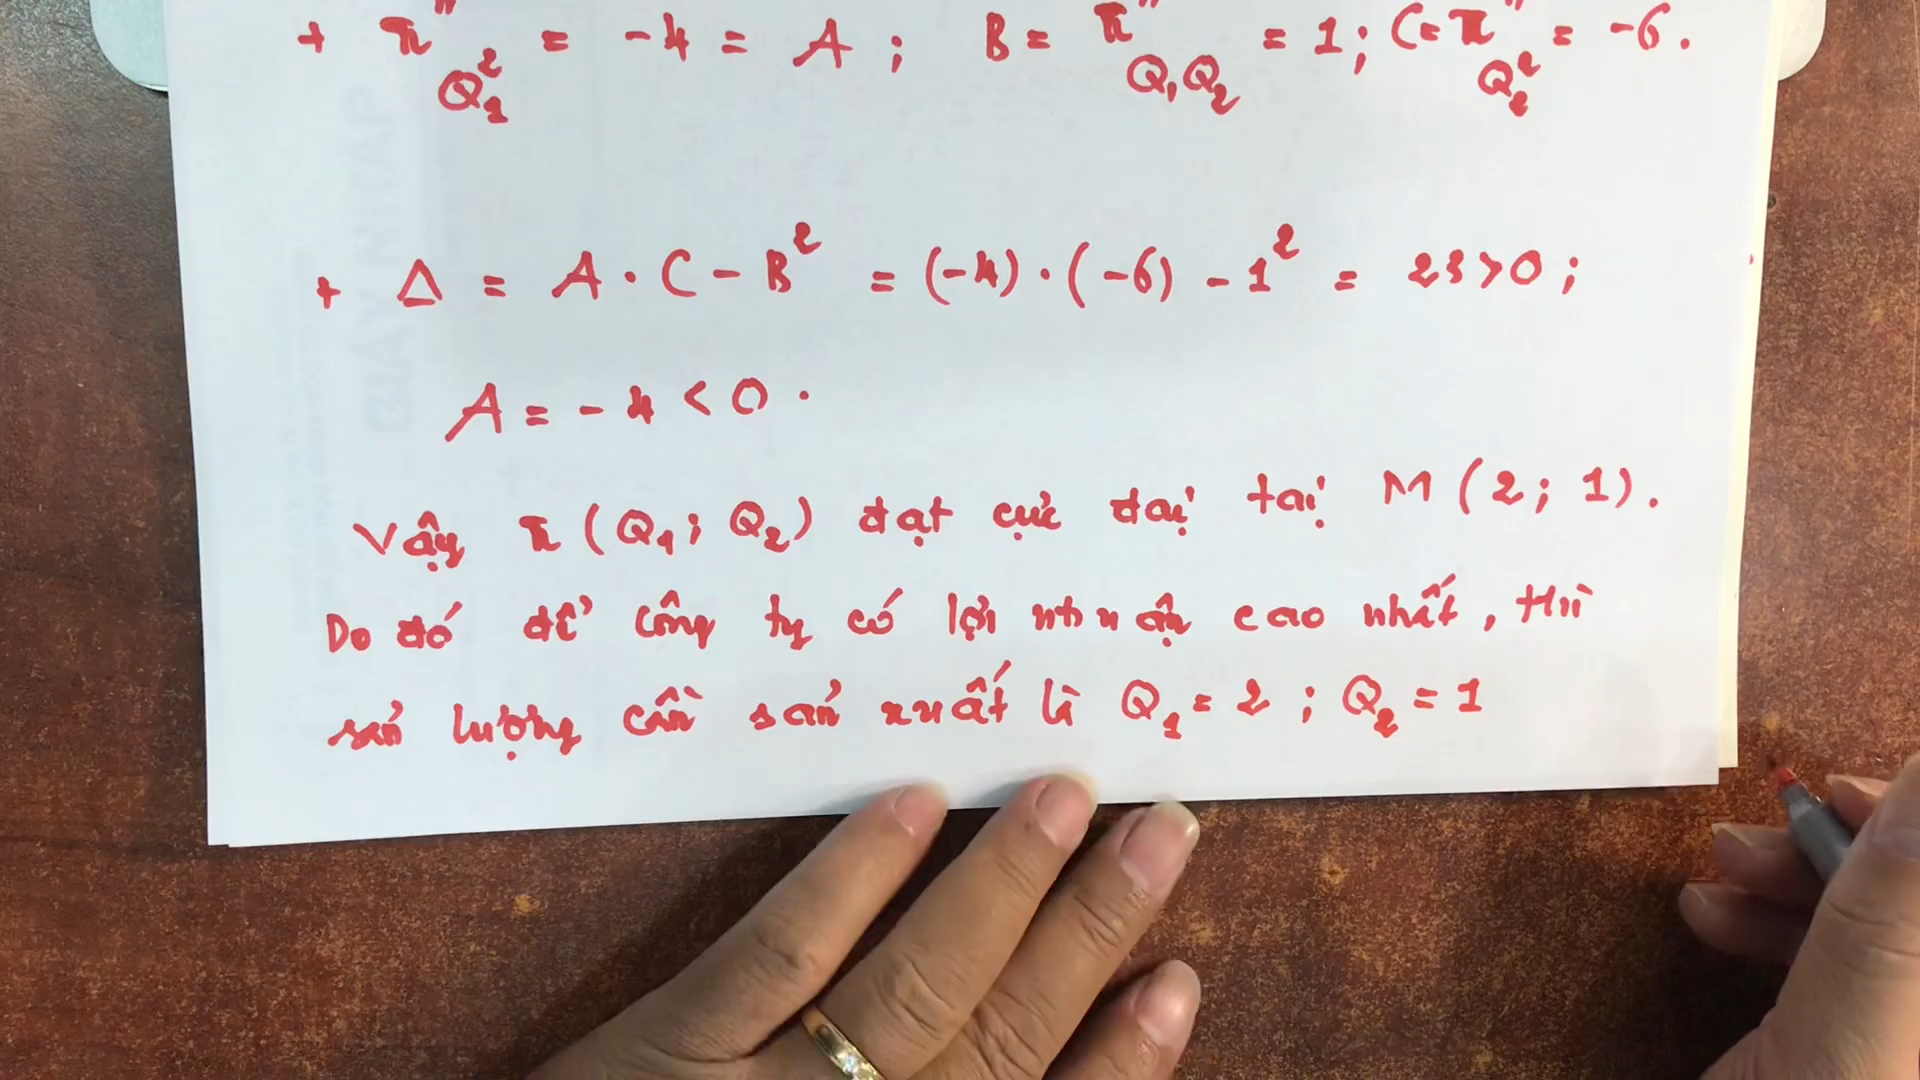 + π''Q₁² = -4 = A ; B = π''Q₁Q₂ = 1 ; C = π''Q₂² = -6 .
+ Δ = A . C - B² = (-4) . (-6) - 1² = 23 > 0 ;
A = -4 < 0 .
Vậy π (Q₁ ; Q₂) đạt cực đại tại M (2 ; 1) .
Do đó để công ty có lợi nhuận cao nhất , thì
sản lượng cần sản xuất là Q₁ = 2 ; Q₂ = 1